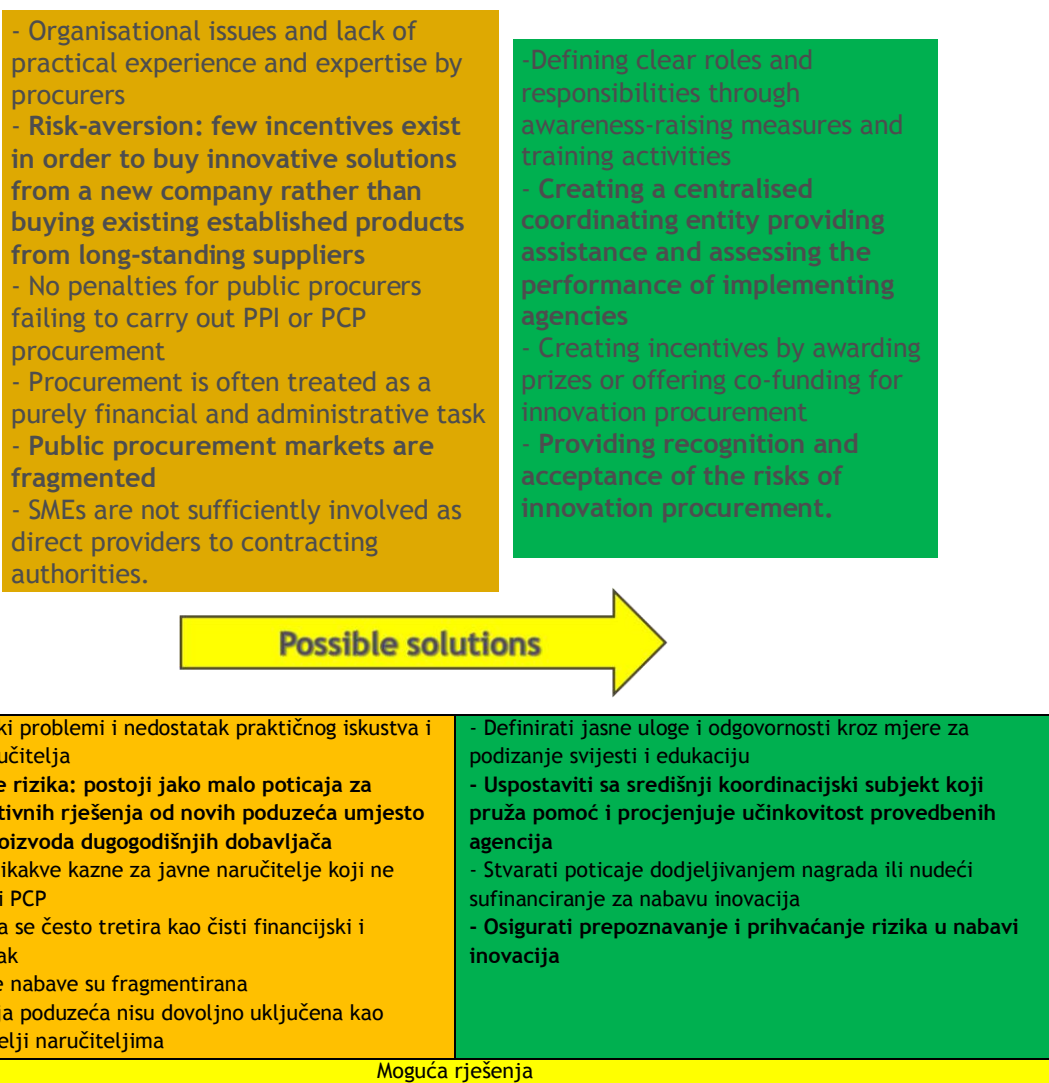 - Organisational issues and lack of
practical experience and expertise by
procurers
- Risk-aversion: few incentives exist
in order to buy innovative solutions
from a new company rather than
buying existing established products
from long-standing suppliers
- No penalties for public procurers
failing to carry out PPI or PCP
procurement
- Procurement is often treated as a
purely financial and administrative task
- Public procurement markets are
fragmented
- SMEs are not sufficiently involved as
direct providers to contracting
authorities.
-Defining clear roles and
responsibilities through
awareness-raising measures and
training activities
- Creating a centralised
coordinating entity providing
assistance and assessing the
performance of implementing
agencies
- Creating incentives by awarding
prizes or offering co-funding for
innovation procurement
- Providing recognition and
acceptance of the risks of
innovation procurement.
Possible solutions
problemi i nedostatak praktičnog iskustva i
rizika: postoji jako malo poticaja za
rješenja od novih poduzeća umjesto
dugogodišnjih dobavljača
kazne za javne naručitelje koji ne
i PCP
se često tretira kao čisti financijski i
nabave su fragmentirana
poduzeća nisu dovoljno uključena kao
naručiteljima
- Definirati jasne uloge i odgovornosti kroz mjere za
podizanje svijesti i edukaciju
- Uspostaviti sa središnji koordinacijski subjekt koji
pruža pomoć i procjenjuje učinkovitost provedbenih
agencija
- Stvarati poticaje dodjeljivanjem nagrada ili nudeći
sufinanciranje za nabavu inovacija
- Osigurati prepoznavanje i prihvaćanje rizika u nabavi
inovacija
Moguća rješenja